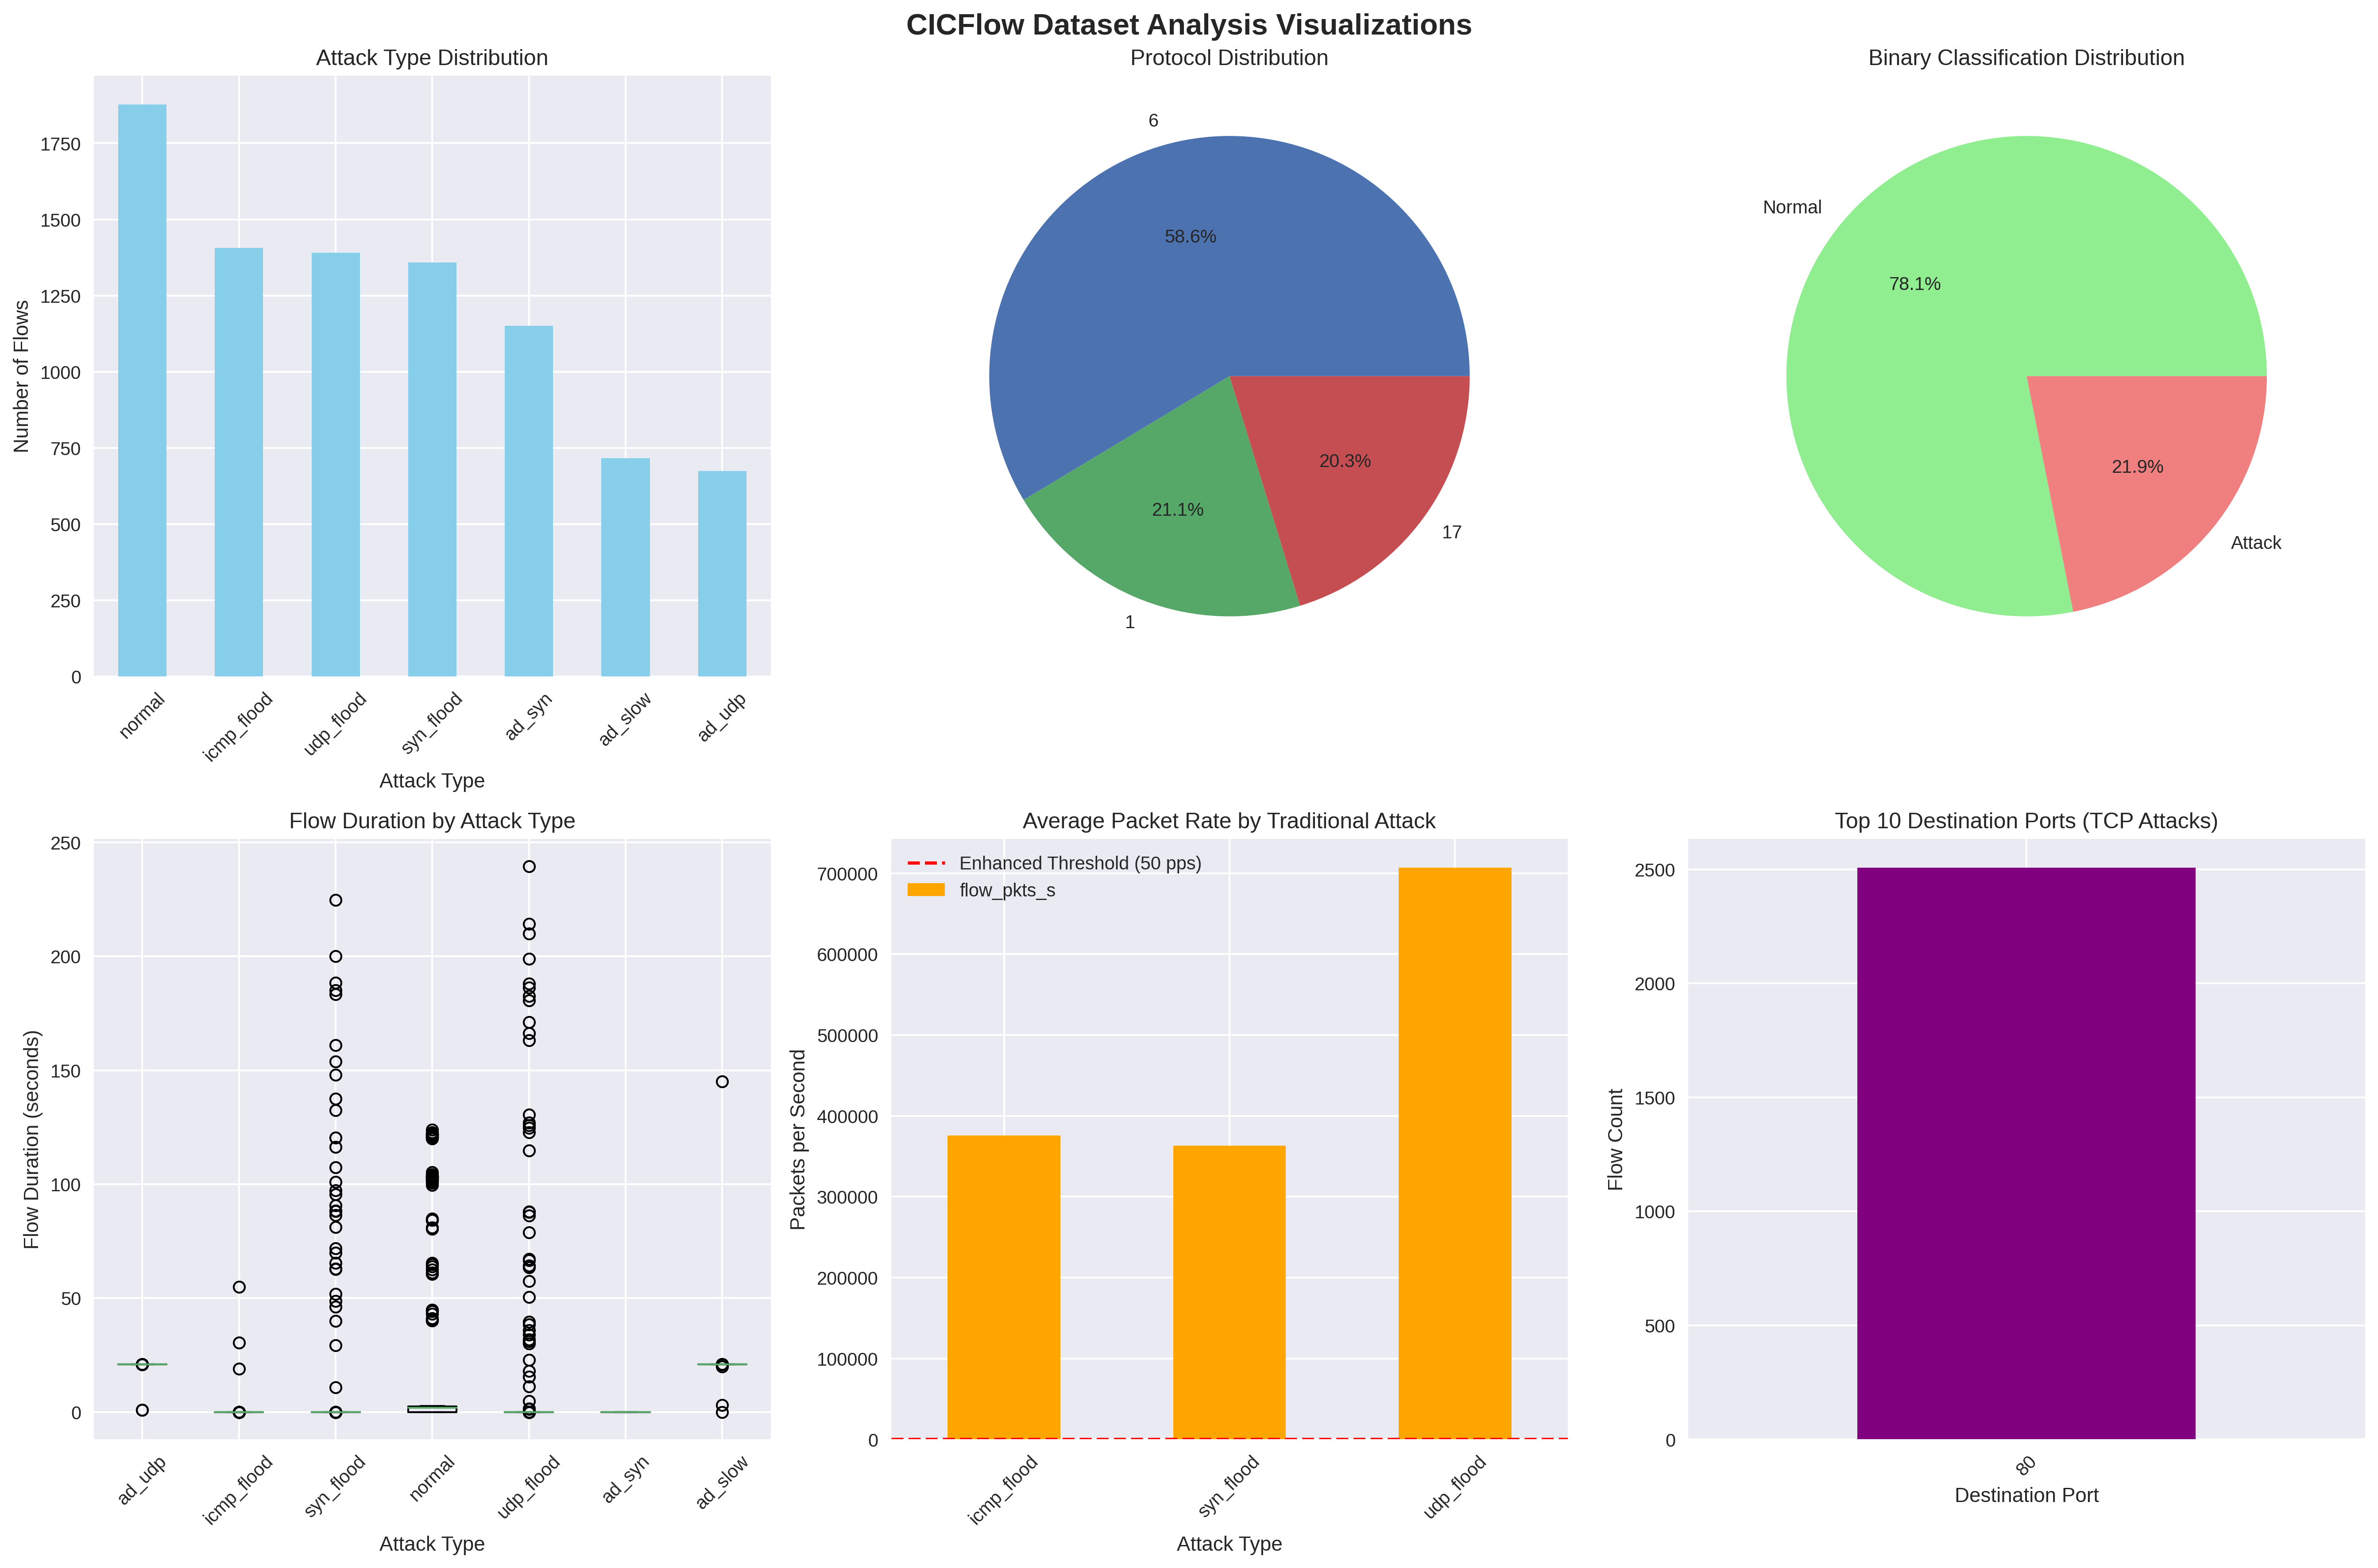 CICFlow Dataset Analysis Visualizations
Attack Type Distribution
Number of Flows
1750
1500
1250
1000
750
500
250
0
normal
icmp_flood
udp_flood
syn_flood
ad_syn
ad_slow
ad_udp
Attack Type
Protocol Distribution
6
58.6%
20.3%
21.1%
17
1
Binary Classification Distribution
Normal
78.1%
21.9%
Attack
Flow Duration by Attack Type
Flow Duration (seconds)
250
200
150
100
50
0
ad_udp
icmp_flood
syn_flood
normal
udp_flood
ad_syn
ad_slow
Attack Type
Average Packet Rate by Traditional Attack
Enhanced Threshold (50 pps)
flow_pkts_s
Packets per Second
700000
600000
500000
400000
300000
200000
100000
0
icmp_flood
syn_flood
udp_flood
Attack Type
Top 10 Destination Ports (TCP Attacks)
Flow Count
2500
2000
1500
1000
500
0
80
Destination Port